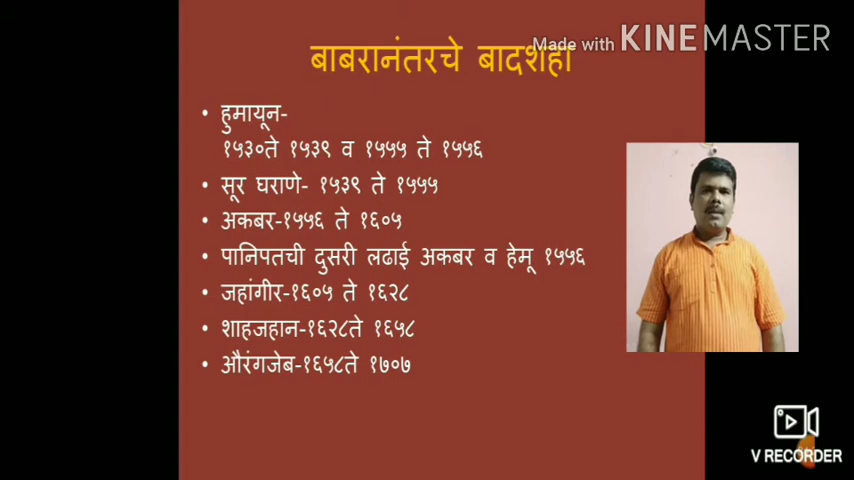 Made with KINEMASTER
बाबरानंतरचे बादशहा
• हुमायून-
१५३०ते १५३९ व १५५५ ते १५५६
• सूर घराणे- १५३९ ते १५५५
• अकबर-१५५६ ते १६०५
• पानिपतची दुसरी लढाई अकबर व हेमू १५५६
• जहांगीर-१६०५ ते १६२८
• शाहजहान-१६२८ते १६५८
• औरंगजेब-१६५८ते १७०७
V RECORDER